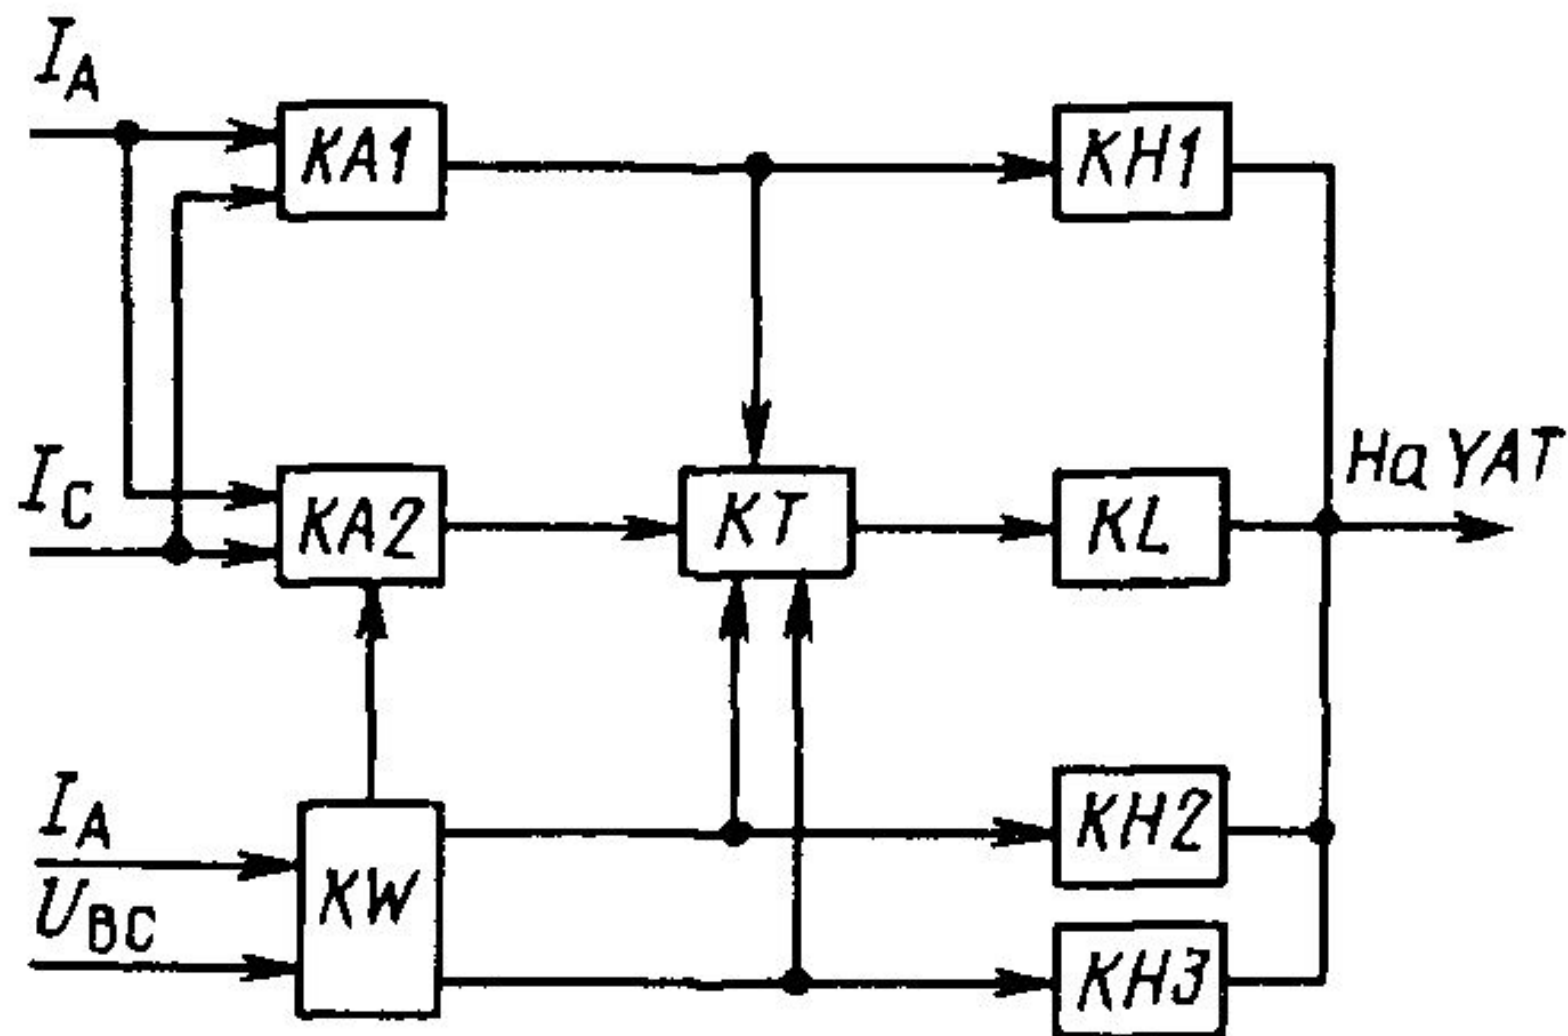 I_A
KA1
KH1
I_C
KA2
KT
KL
На YAT
I_A
U_BC
KW
KH2
KH3